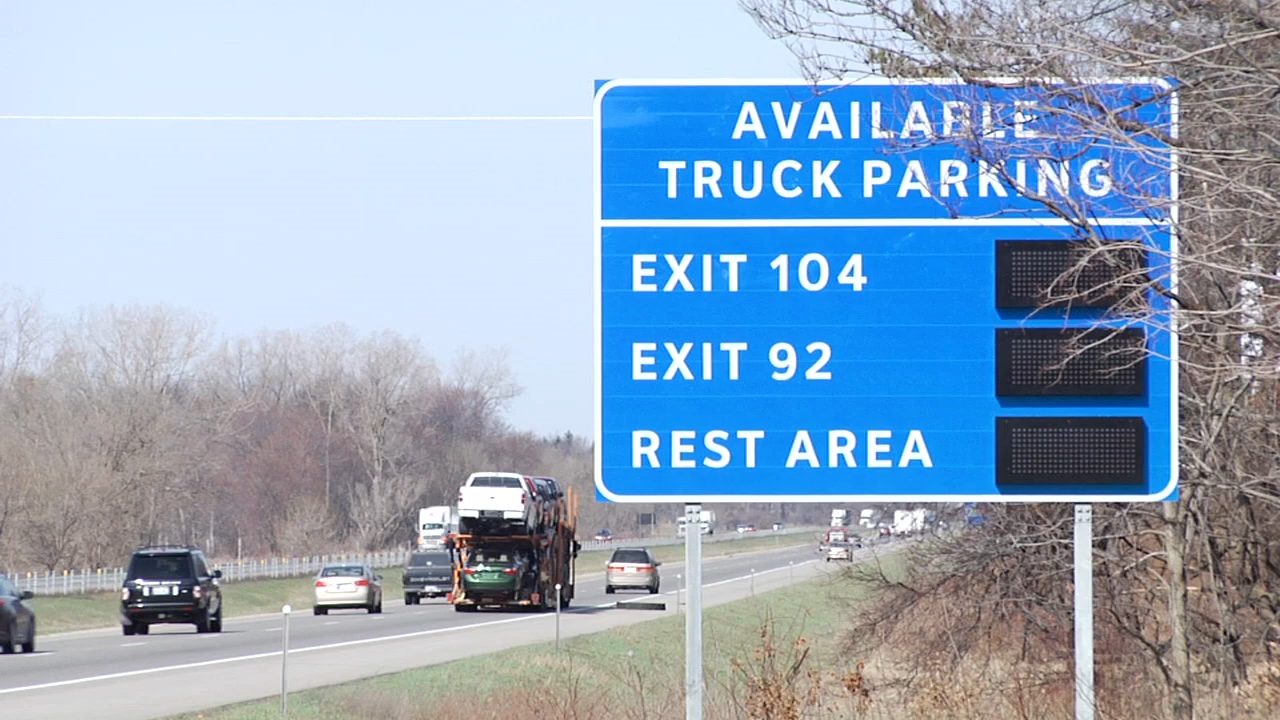 AVAILABLE
TRUCK PARKING
EXIT 104
EXIT 92
REST AREA